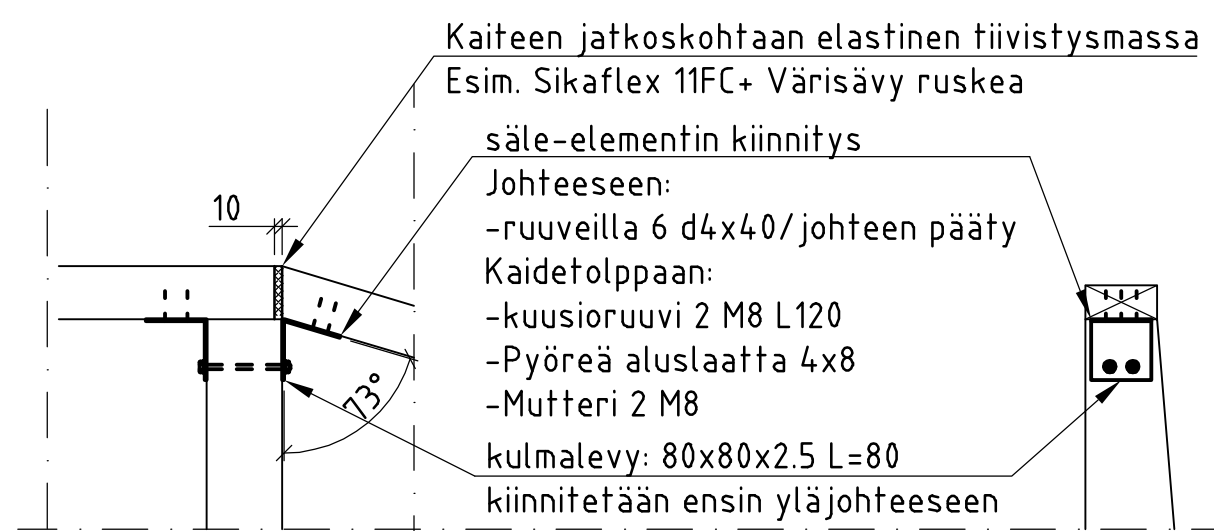 Kaiteen jatkoskohtaan elastinen tiivistysmassa
Esim. Sikaflex 11FC+ Värisävy ruskea
säle-elementin kiinnitys
Johteeseen:
-ruuveilla 6 d4x40/johteen pääty
Kaidetolppaan:
-kuusioruuvi 2 M8 L120
-Pyöreä aluslaatta 4x8
-Mutteri 2 M8
kulmalevy: 80x80x2.5 L=80
kiinnitetään ensin yläjohteeseen
10
73°